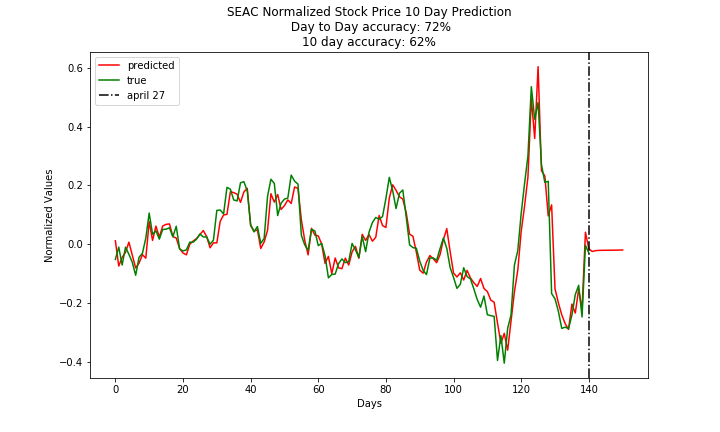 SEAC Normalized Stock Price 10 Day Prediction
Day to Day accuracy: 72%
10 day accuracy: 62%
predicted
true
april 27
Normalized Values
0.6
0.4
0.2
0.0
−0.2
−0.4
0 20 40 60 80 100 120 140
Days